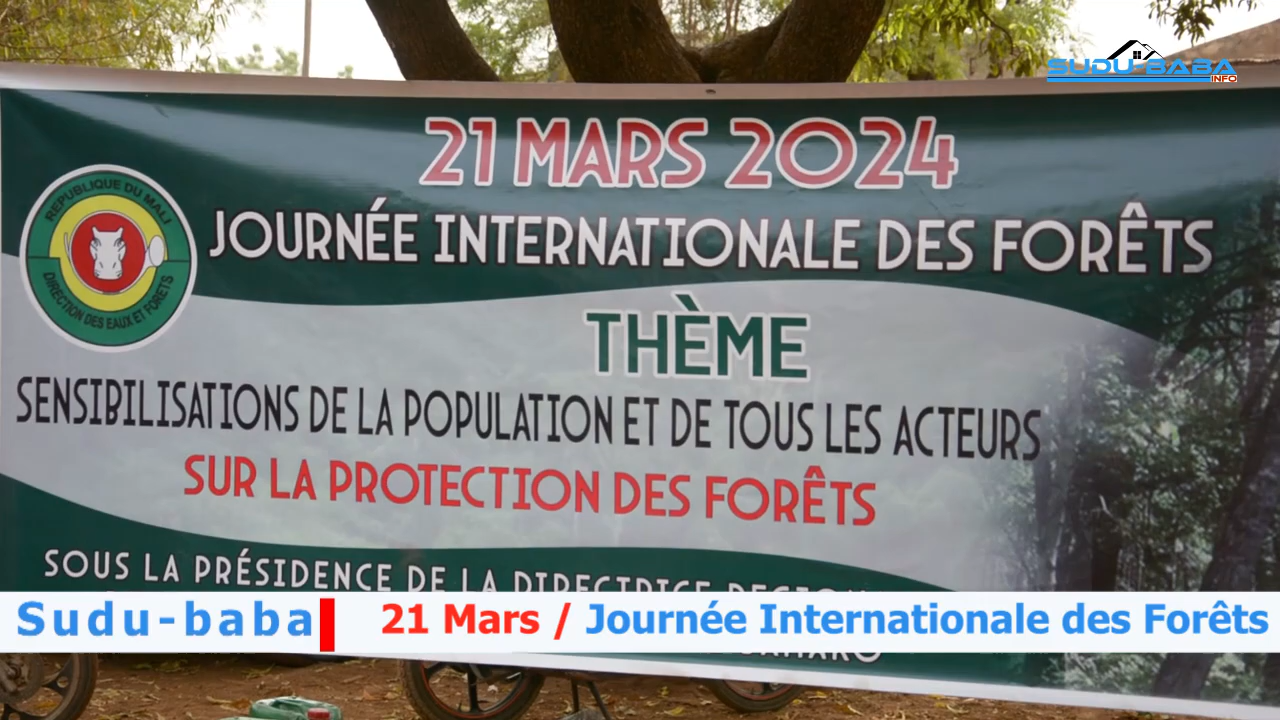 SUDU-BABA
INFO
21 MARS 2024
RÉPUBLIQUE DU MALI
DIRECTION DES EAUX ET FORETS
JOURNÉE INTERNATIONALE DES FORÊTS
THÈME
SENSIBILISATIONS DE LA POPULATION ET DE TOUS LES ACTEURS
SUR LA PROTECTION DES FORÊTS
SOUS LA PRÉSIDENCE DE LA DIRECTRICE
Sudu-baba
21 Mars / Journée Internationale des Forêts